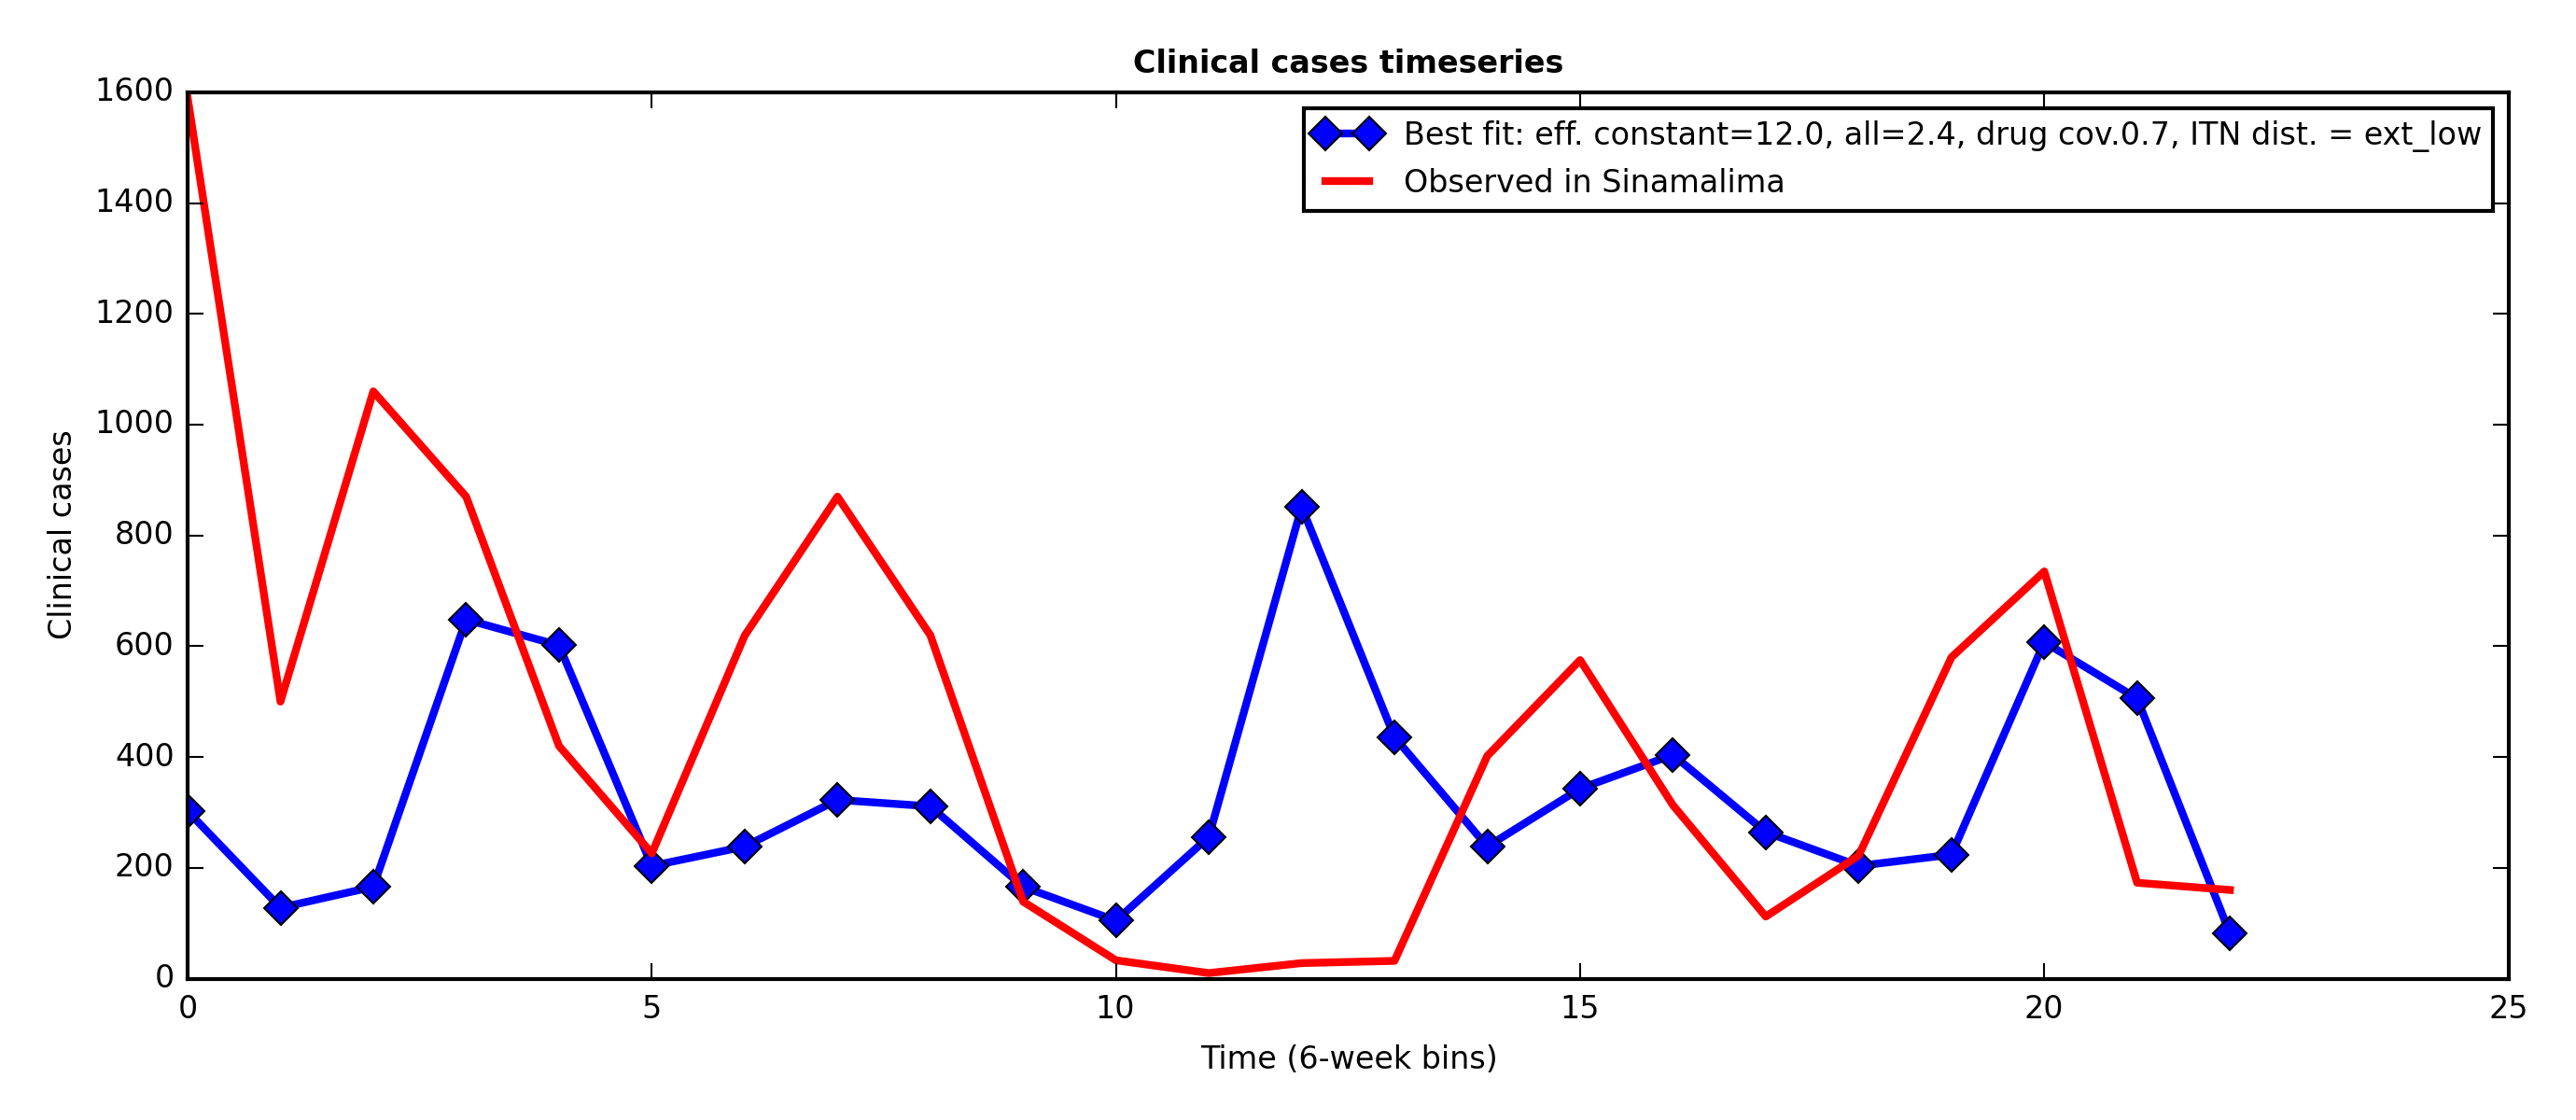 Clinical cases timeseries
Best fit: eff. constant=12.0, all=2.4, drug cov.0.7, ITN dist. = ext_low
Observed in Sinamalima
Clinical cases
1600
1400
1200
1000
800
600
400
200
0
0 5 10 15 20 25
Time (6-week bins)